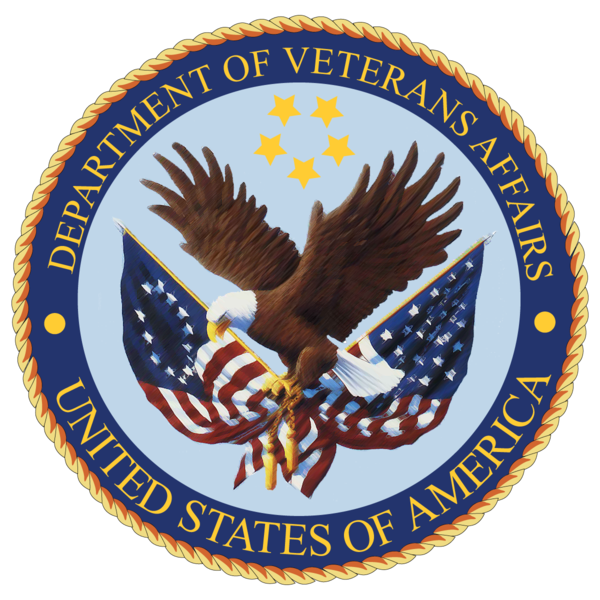 DEPARTMENT OF VETERANS AFFAIRS
UNITED STATES OF AMERICA